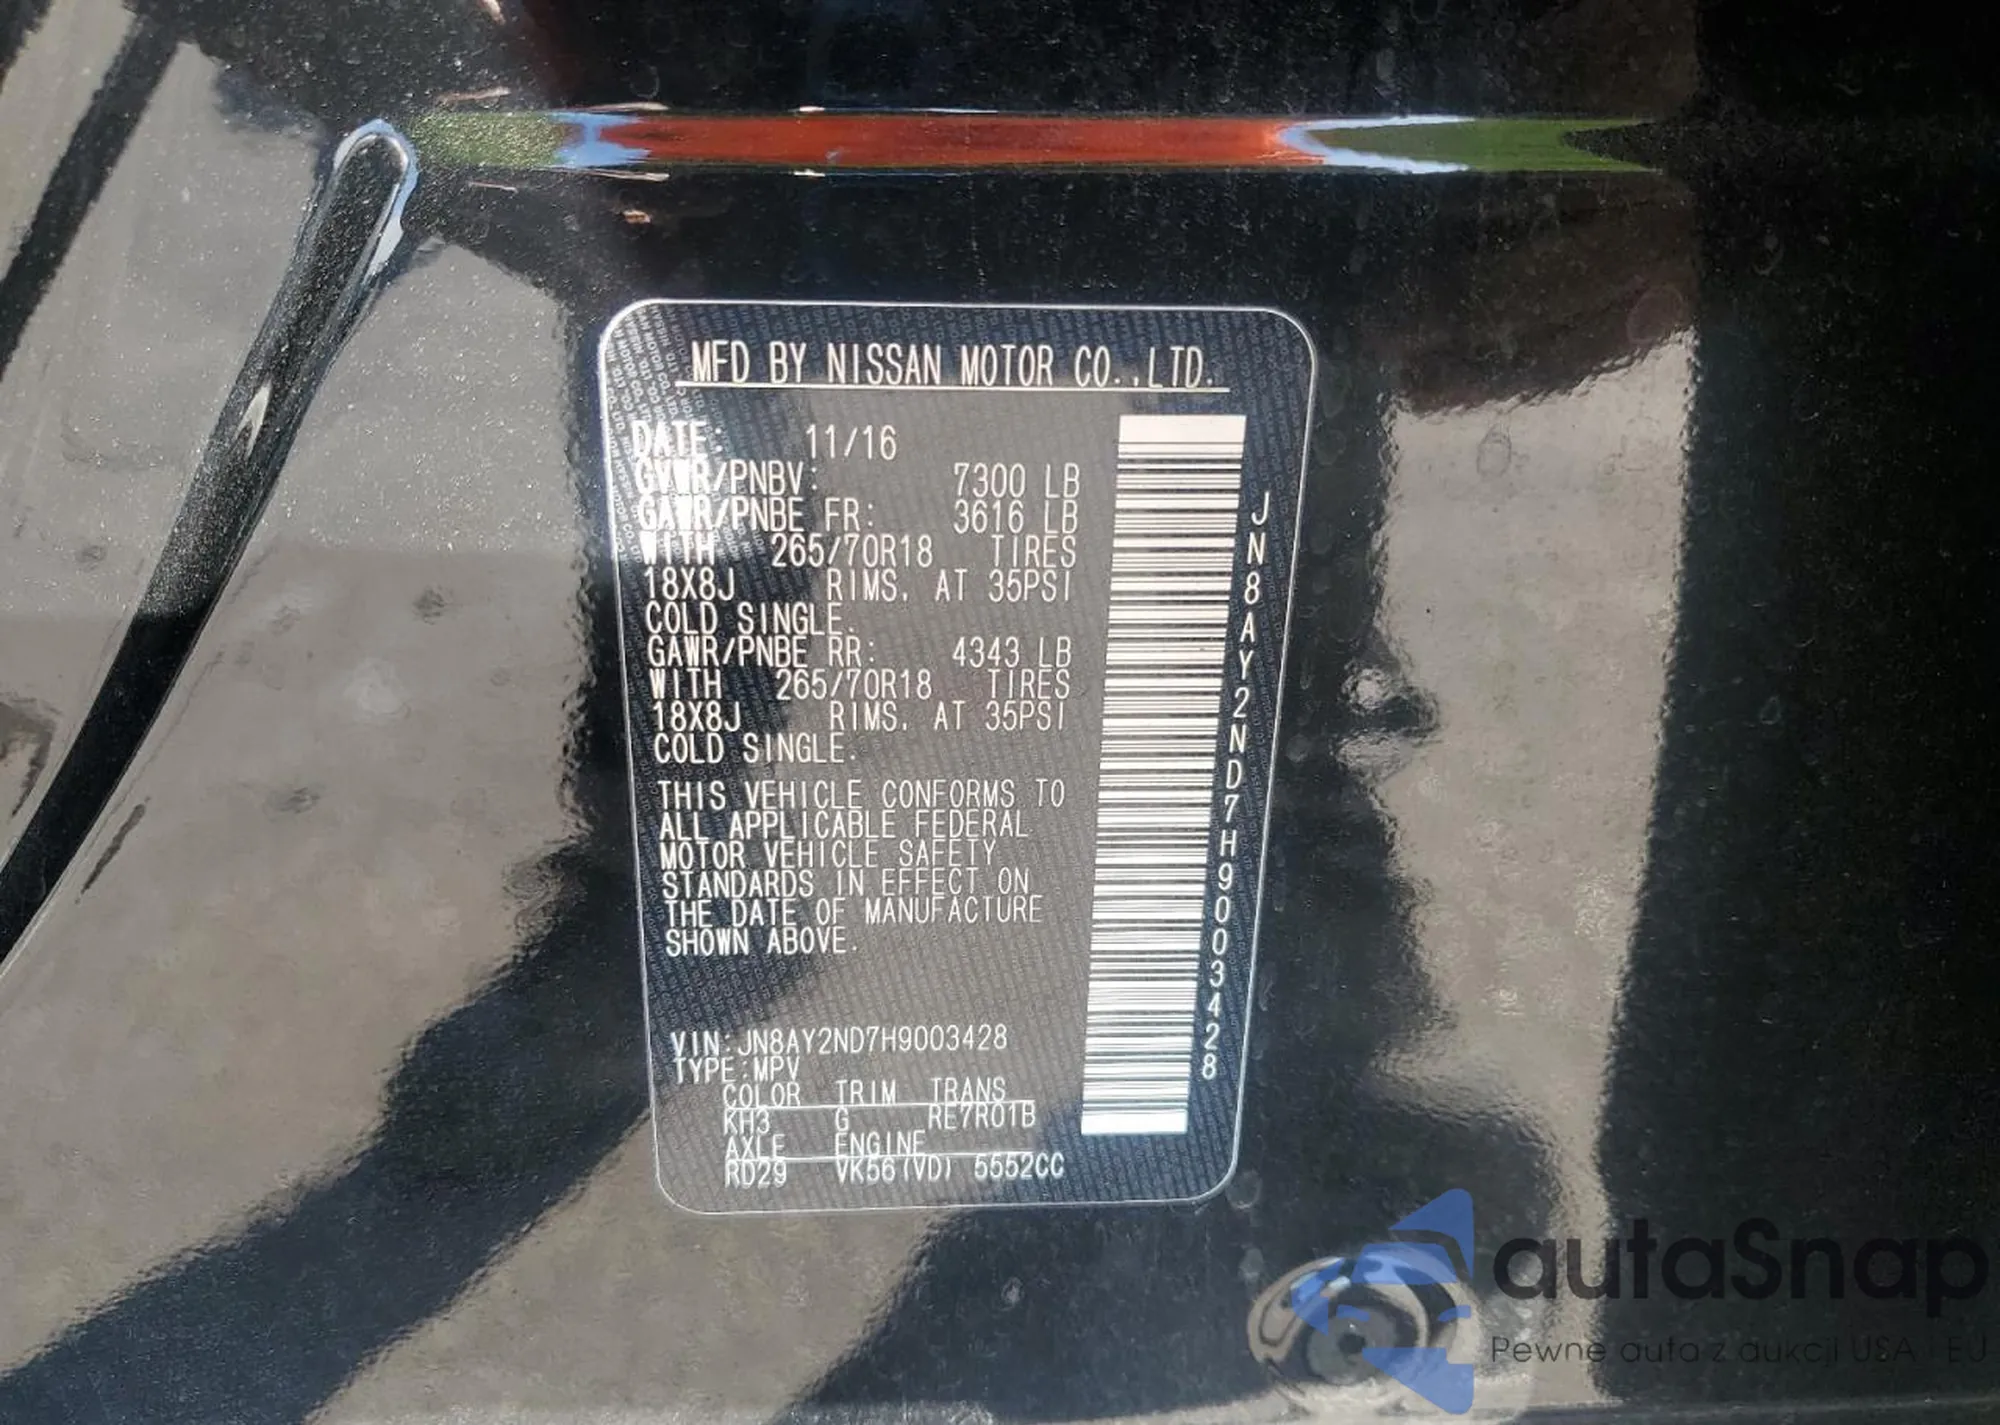 MFD BY NISSAN MOTOR CO.,LTD.
DATE: 11/16
GVWR/PNBV: 7300 LB
GAWR/PNBE FR: 3616 LB
WITH 265/70R18 TIRES
18X8J RIMS. AT 35PSI
COLD SINGLE.
GAWR/PNBE RR: 4343 LB
WITH 265/70R18 TIRES
18X8J RIMS. AT 35PSI
COLD SINGLE.
THIS VEHICLE CONFORMS TO
ALL APPLICABLE FEDERAL
MOTOR VEHICLE SAFETY
STANDARDS IN EFFECT ON
THE DATE OF MANUFACTURE
SHOWN ABOVE.
VIN:JN8AY2ND7H9003428
TYPE:MPV
COLOR TRIM TRANS
KH3 G RE7R01B
AXLE ENGINE
RD29 VK56(VD) 5552CC
JN8AY2ND7H9003428
autaSnap
Pewne auta z aukcji USA i EU